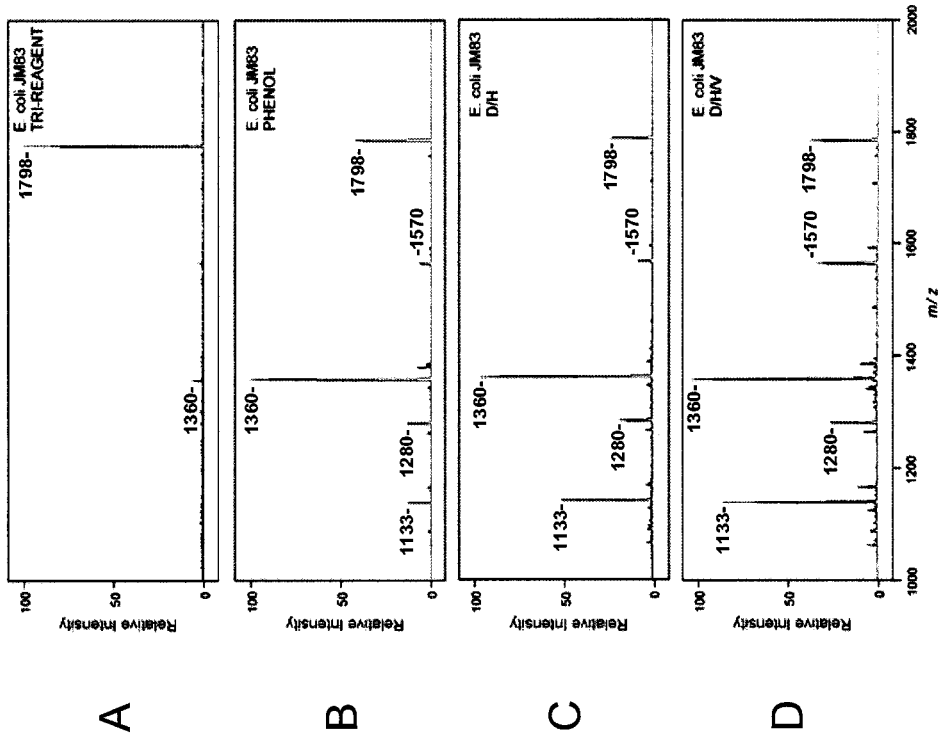 A
Relative Intensity
100
50
0
E. coli JM83
TRI-REAGENT
1360-
1798-
B
Relative Intensity
100
50
0
E. coli JM83
PHENOL
1133-
1280-
1360-
-1570
1798-
C
Relative Intensity
100
50
0
E. coli JM83
D/H
1133-
1280-
1360-
-1570
1798-
D
Relative Intensity
100
50
0
E. coli JM83
D/H/V
1133-
1280-
1360-
-1570
1798-
1000
1200
1400
1600
1800
2000
m/z